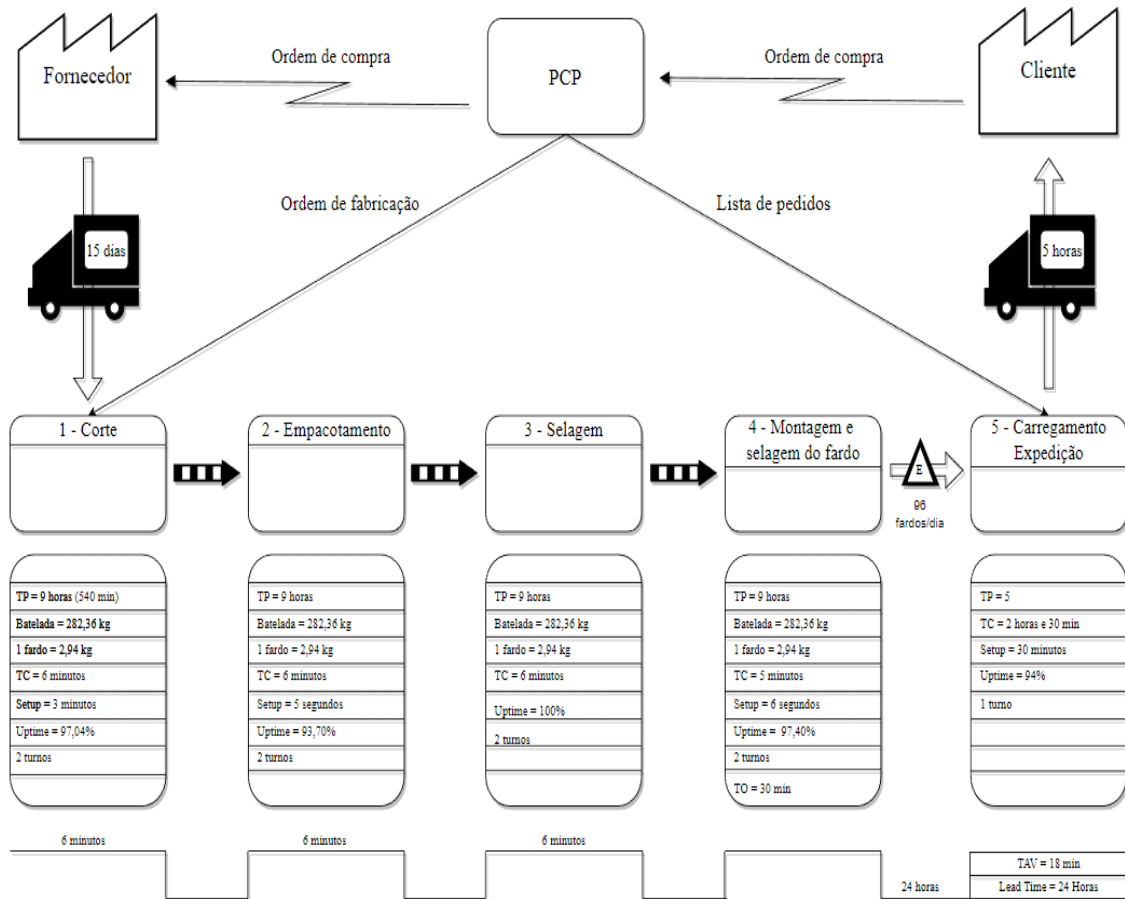 Fornecedor
Ordem de compra
PCP
Ordem de compra
Cliente
Ordem de fabricação
Lista de pedidos
15 dias
5 horas
1 - Corte
2 - Empacotamento
3 - Selagem
4 - Montagem e
selagem do fardo
E
96
fardos/dia
5 - Carregamento
Expedição
TP = 9 horas (540 min)
Batelada = 282,36 kg
1 fardo = 2,94 kg
TC = 6 minutos
Setup = 3 minutos
Uptime = 97,04%
2 turnos
TP = 9 horas
Batelada = 282,36 kg
1 fardo = 2,94 kg
TC = 6 minutos
Setup = 5 segundos
Uptime = 93,70%
2 turnos
TP = 9 horas
Batelada = 282,36 kg
1 fardo = 2,94 kg
TC = 6 minutos
Uptime = 100%
2 turnos
TP = 9 horas
Batelada = 282,36 kg
1 fardo = 2,94 kg
TC = 5 minutos
Setup = 6 segundos
Uptime = 97,40%
2 turnos
TO = 30 min
TP = 5
TC = 2 horas e 30 min
Setup = 30 minutos
Uptime = 94%
1 turno
6 minutos
6 minutos
6 minutos
24 horas
TAV = 18 min
Lead Time = 24 Horas